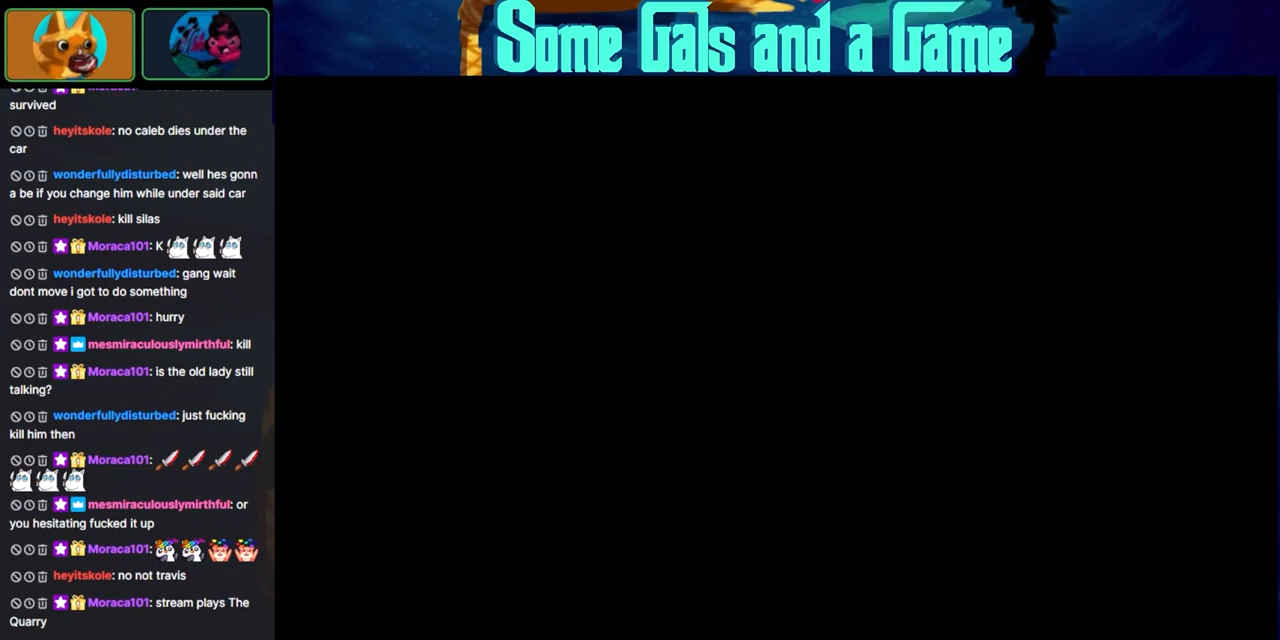 Some Gals and a Game
survived
heyitskole: no caleb dies under the
car
wonderfullydisturbed: well hes gonn
a be if you change him while under said car
heyitskole: kill silas
Moraca101: K
wonderfullydisturbed: gang wait
dont move i got to do something
Moraca101: hurry
mesmiraculouslymirthful: kill
Moraca101: is the old lady still
talking?
wonderfullydisturbed: just fucking
kill him then
Moraca101:
mesmiraculouslymirthful: or
you hesitating fucked it up
Moraca101:
heyitskole: no not travis
Moraca101: stream plays The
Quarry